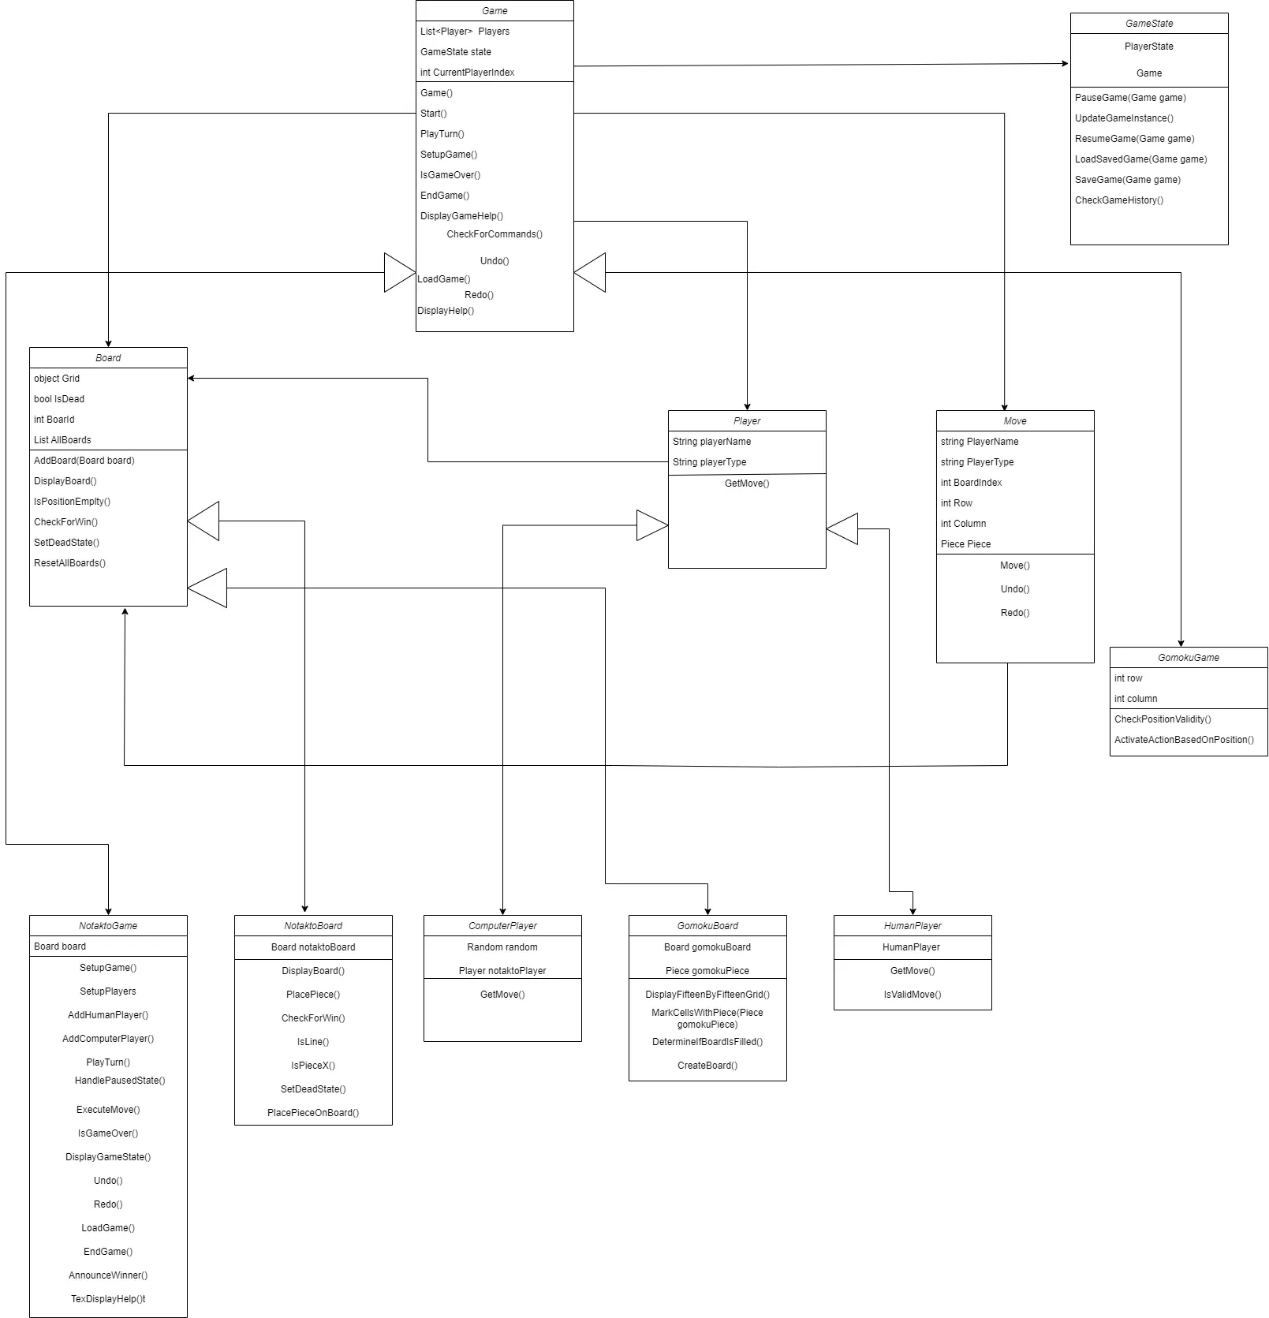 Game
List<Player> Players
GameState state
int CurrentPlayerIndex
Game()
Start()
PlayTurn()
SetupGame()
IsGameOver()
EndGame()
DisplayGameHelp()
CheckForCommands()
Undo()
LoadGame()
Redo()
DisplayHelp()
GameState
PlayerState
Game
PauseGame(Game game)
UpdateGameInstance()
ResumeGame(Game game)
LoadSavedGame(Game game)
SaveGame(Game game)
CheckGameHistory()
Board
object Grid
bool IsDead
int BoarId
List AllBoards
AddBoard(Board board)
DisplayBoard()
IsPositionEmplty()
CheckForWin()
SetDeadState()
ResetAllBoards()
Player
String playerName
String playerType
GetMove()
Move
string PlayerName
string PlayerType
int BoardIndex
int Row
int Column
Piece Piece
Move()
Undo()
Redo()
GomokuGame
int row
int column
CheckPositionValidity()
ActivateActionBasedOnPosition()
NotaktoGame
Board board
SetupGame()
SetupPlayers
AddHumanPlayer()
AddComputerPlayer()
PlayTurn()
HandlePausedState()
ExecuteMove()
IsGameOver()
DisplayGameState()
Undo()
Redo()
LoadGame()
EndGame()
AnnounceWinner()
TexDisplayHelp()t
NotaktoBoard
Board notaktoBoard
DisplayBoard()
PlacePiece()
CheckForWin()
IsLine()
IsPieceX()
SetDeadState()
PlacePieceOnBoard()
ComputerPlayer
Random random
Player notaktoPlayer
GetMove()
GomokuBoard
Board gomokuBoard
Piece gomokuPiece
DisplayFifteenByFifteenGrid()
MarkCellsWithPiece(Piece
gomokuPiece)
DetermineIfBoardIsFilled()
CreateBoard()
HumanPlayer
HumanPlayer
GetMove()
IsValidMove()